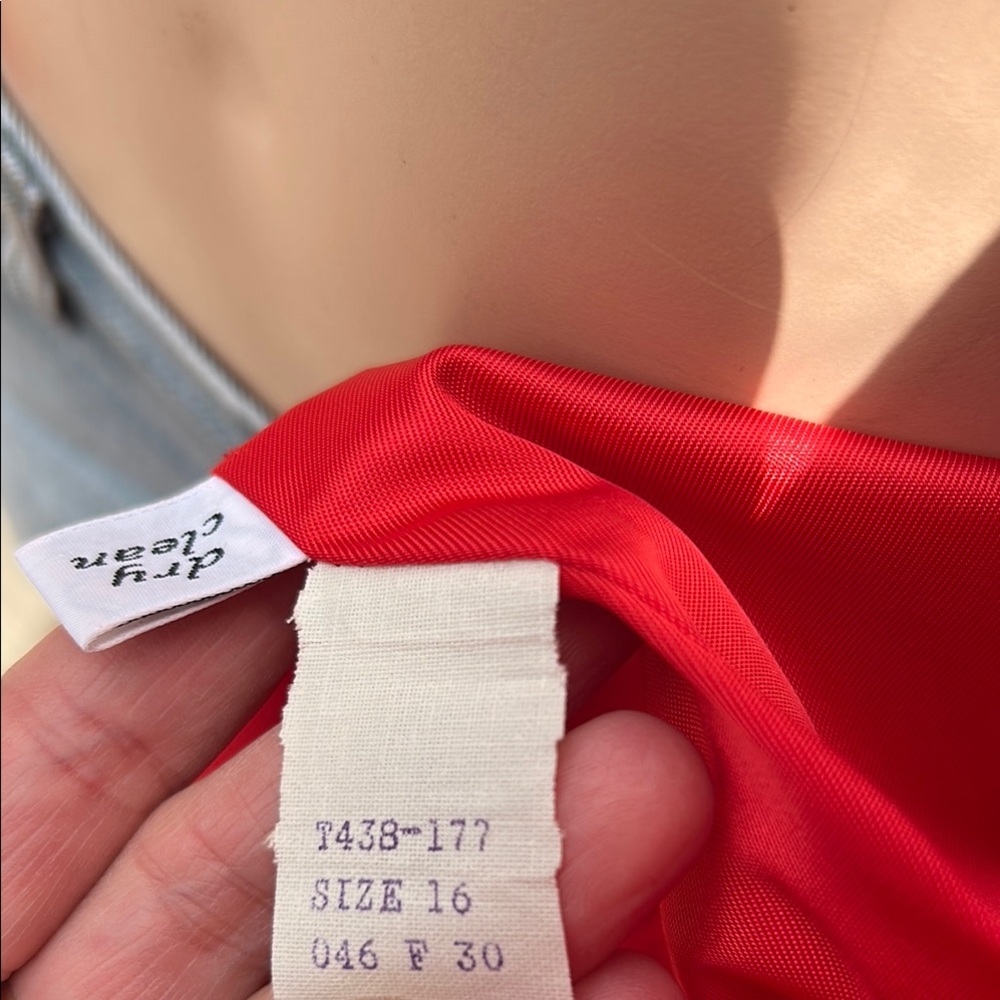 dry
clean
T438-177
SIZE 16
046 F 30